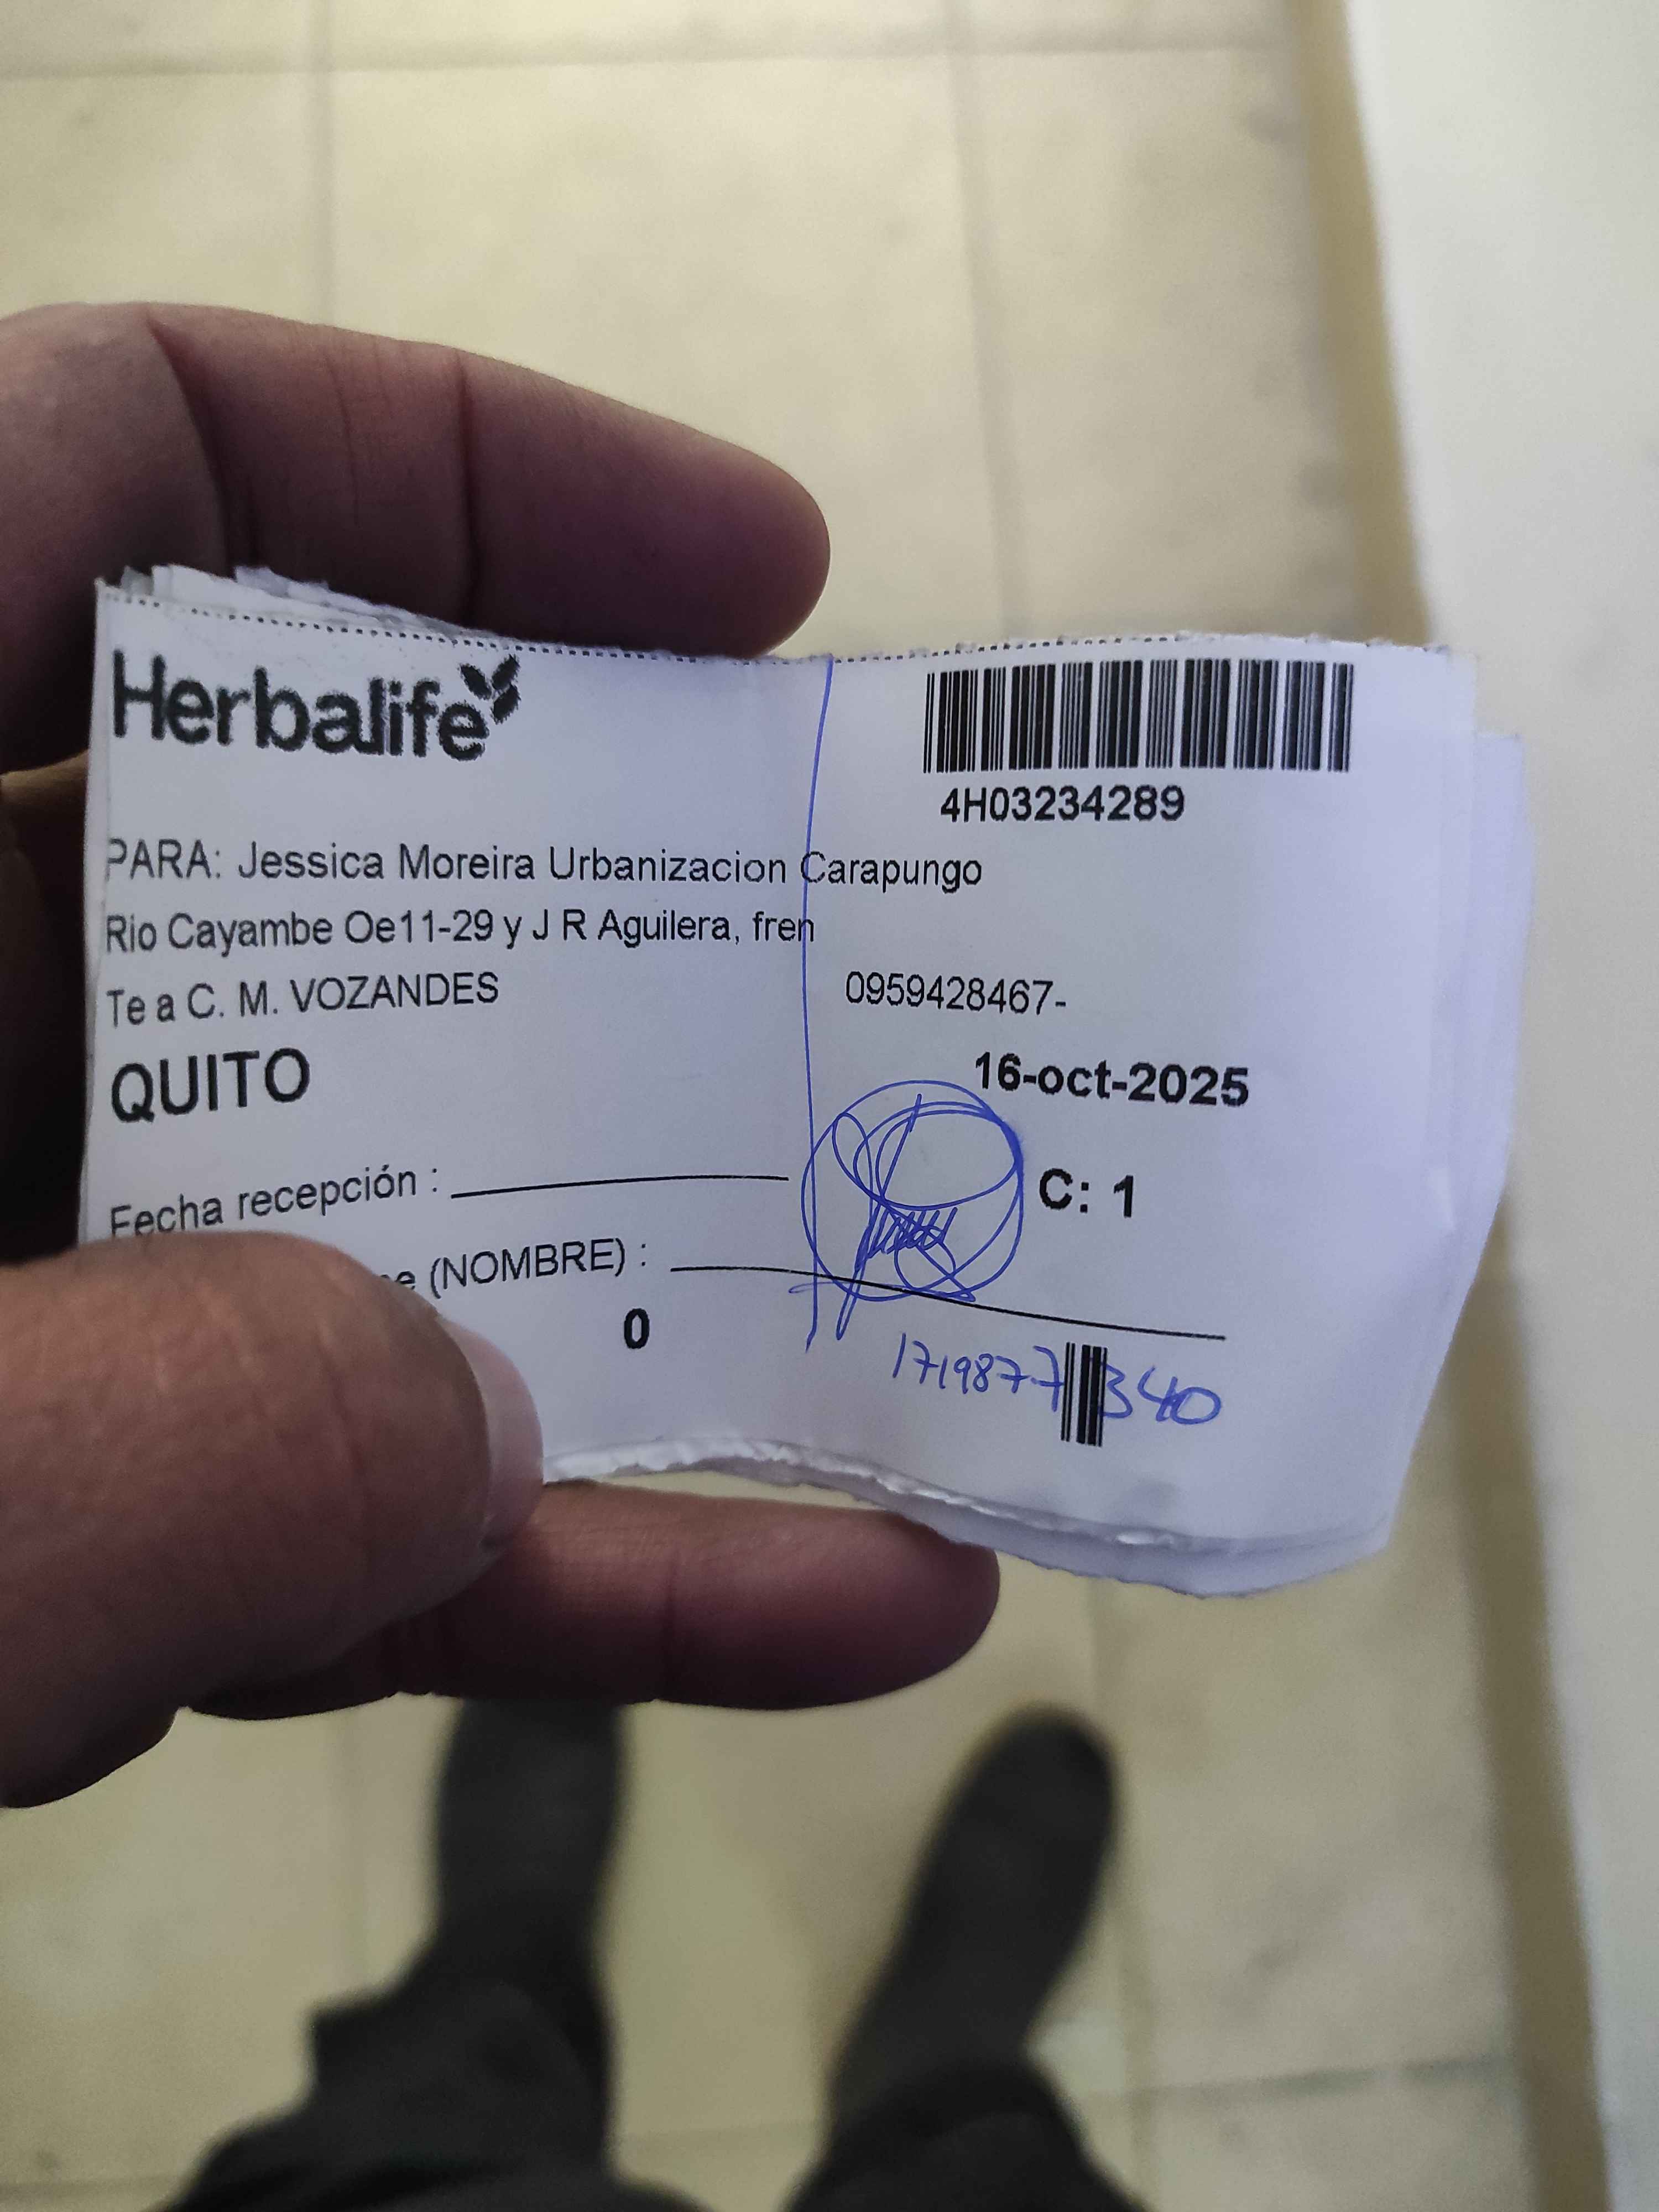 Herbalife
4H03234289
PARA: Jessica Moreira Urbanizacion Carapungo
Rio Cayambe Oe11-29 y J R Aguilera, fren
Te a C. M. VOZANDES
0959428467-
QUITO
16-oct-2025
Fecha recepción :
C: 1
(NOMBRE) :
0
1719877340